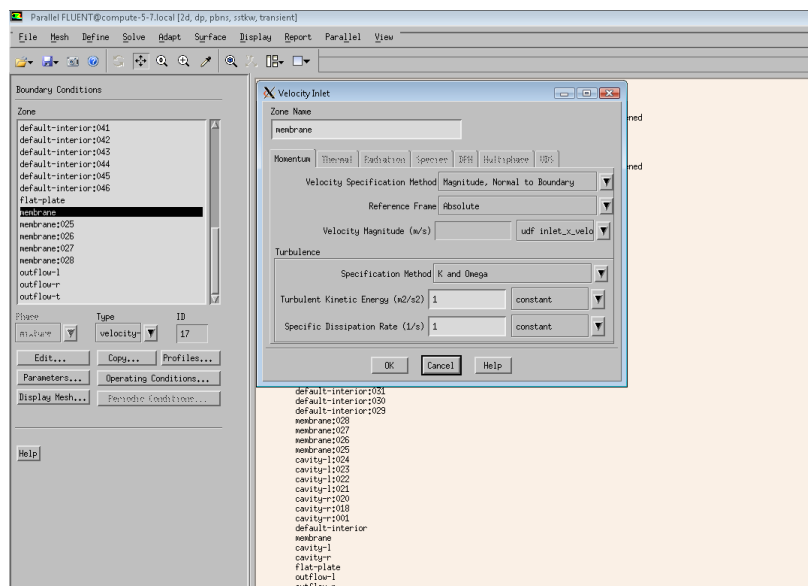 Parallel FLUENT@compute-5-7.local [2d, dp, pbns, sstkw, transient]
File Mesh Define Solve Adapt Surface Display Report Parallel View
Boundary Conditions
Zone
default-interior:041
default-interior:042
default-interior:043
default-interior:044
default-interior:045
default-interior:046
flat-plate
membrane
membrane:025
membrane:026
membrane:027
membrane:028
outflow-l
outflow-r
outflow-t
Phase Type ID
mixture velocity- 17
Edit... Copy... Profiles...
Parameters... Operating Conditions...
Display Mesh... Periodic Conditions...
Help
Velocity Inlet
Zone Name
membrane
Momentum Thermal Radiation Species DPM Multiphase UDS
Velocity Specification Method Magnitude, Normal to Boundary
Reference Frame Absolute
Velocity Magnitude (m/s) udf inlet_x_velo
Turbulence
Specification Method K and Omega
Turbulent Kinetic Energy (m2/s2) 1 constant
Specific Dissipation Rate (1/s) 1 constant
OK Cancel Help
ned
ned
default-interior:031
default-interior:030
default-interior:029
membrane:028
membrane:027
membrane:026
membrane:025
cavity-l:024
cavity-l:023
cavity-l:022
cavity-l:021
cavity-r:020
cavity-r:018
cavity-r:001
default-interior
membrane
cavity-l
cavity-r
flat-plate
outflow-l